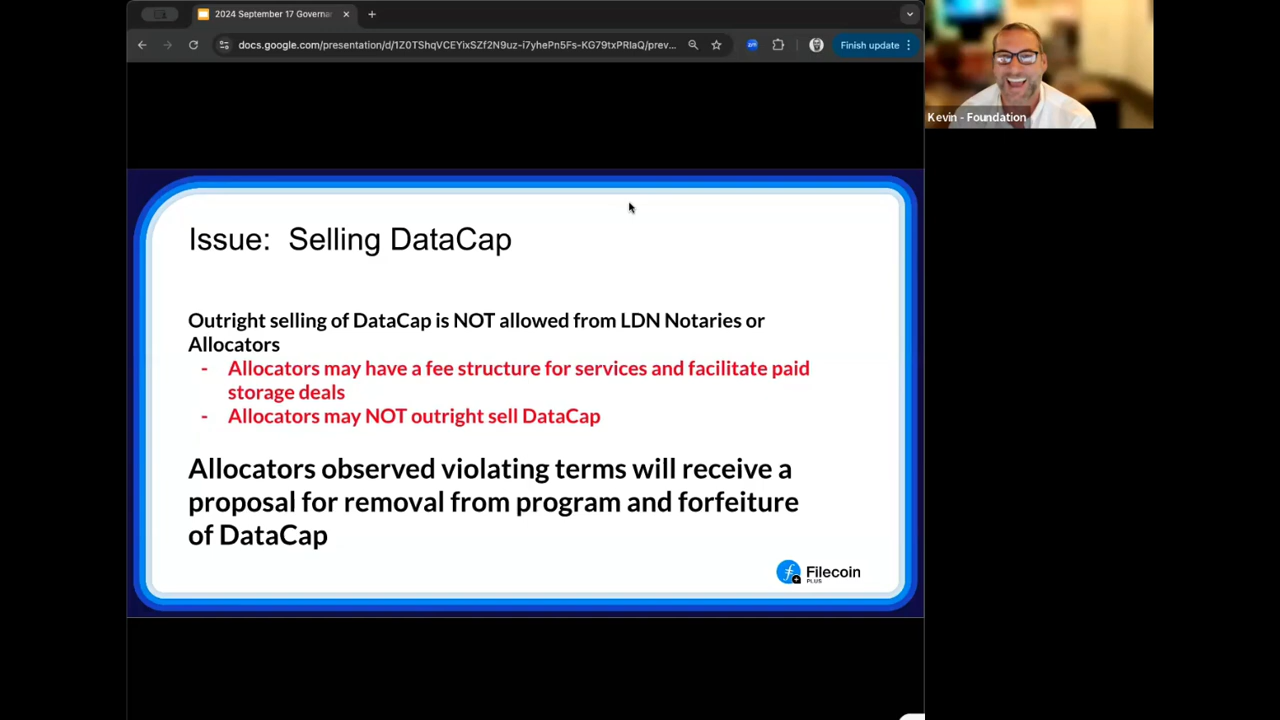 2024 September 17 Governa
docs.google.com/presentation/d/1Z0TShqVCEYixSZf2N9uz-i7yhePn5Fs-KG79txPRIaQ/prev...
Finish update
Kevin - Foundation
Issue: Selling DataCap
Outright selling of DataCap is NOT allowed from LDN Notaries or
Allocators
- Allocators may have a fee structure for services and facilitate paid
storage deals
- Allocators may NOT outright sell DataCap
Allocators observed violating terms will receive a
proposal for removal from program and forfeiture
of DataCap
Filecoin
PLUS